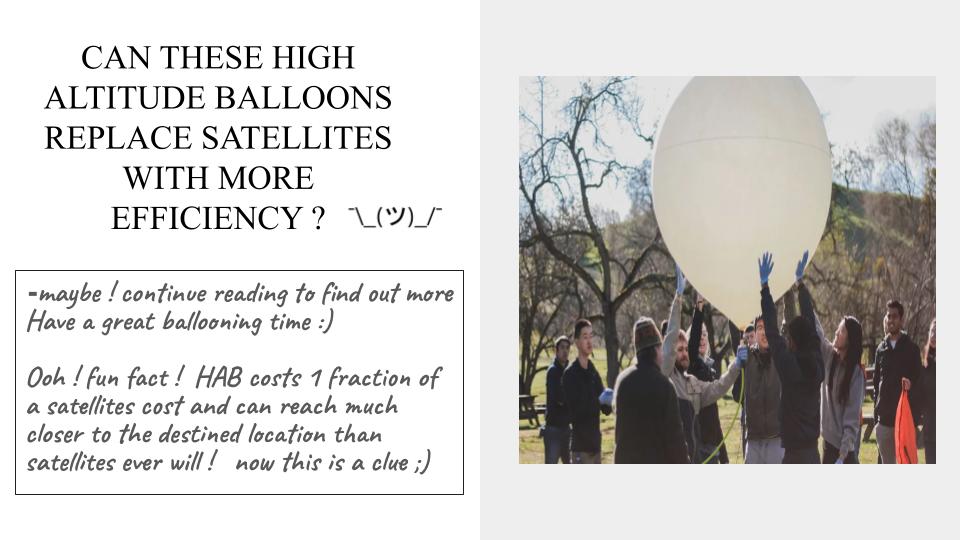 CAN THESE HIGH
ALTITUDE BALLOONS
REPLACE SATELLITES
WITH MORE
EFFICIENCY ? ¯\_(ツ)_/¯
-maybe ! continue reading to find out more
Have a great ballooning time :)
Ooh ! fun fact ! HAB costs 1 fraction of
a satellites cost and can reach much
closer to the destined location than
satellites ever will ! now this is a clue ;)